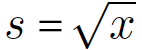 s = √x